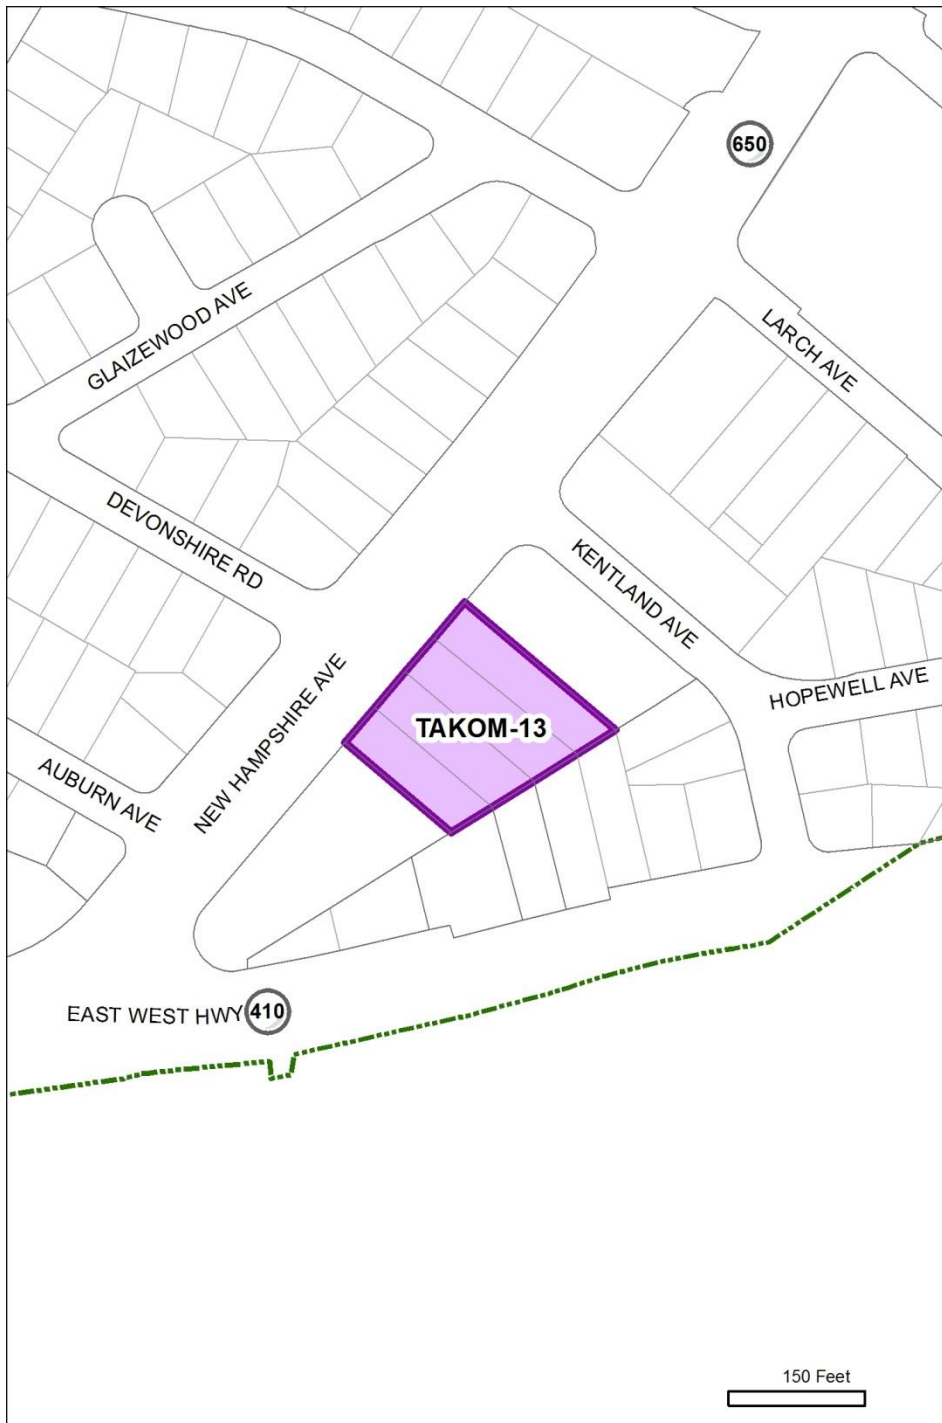 650
GLAIZEWOOD AVE
LARCH AVE
DEVONSHIRE RD
KENTLAND AVE
HOPEWELL AVE
NEW HAMPSHIRE AVE
TAKOM-13
AUBURN AVE
EAST WEST HWY 410
150 Feet